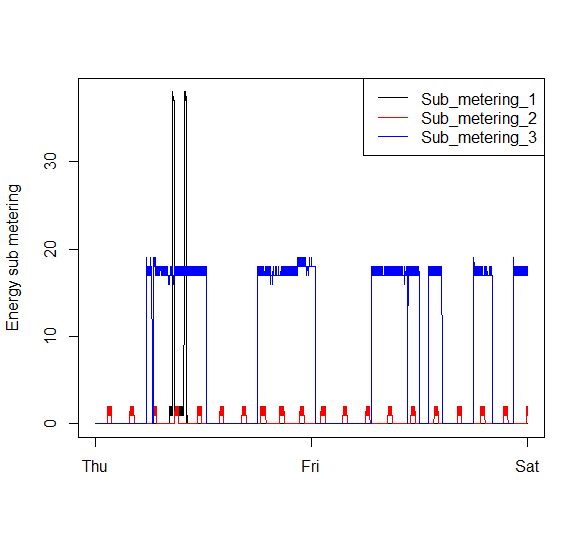 Sub_metering_1
Sub_metering_2
Sub_metering_3
Energy sub metering
30
20
10
0
Thu
Fri
Sat